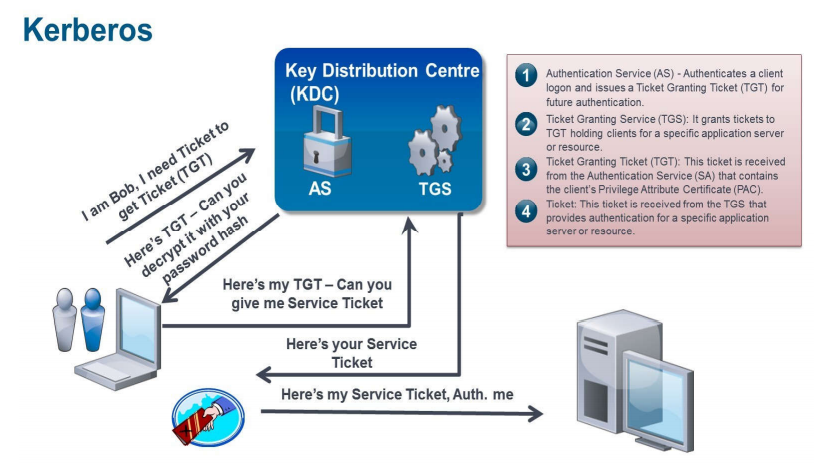 Kerberos
Key Distribution Centre
(KDC)
AS
TGS
I am Bob, I need Ticket to
get Ticket (TGT)
Here's TGT – Can you
decrypt it with your
password hash
Here's my TGT – Can you
give me Service Ticket
Here's your Service
Ticket
Here's my Service Ticket, Auth. me
1 Authentication Service (AS) - Authenticates a client
logon and issues a Ticket Granting Ticket (TGT) for
future authentication.
2 Ticket Granting Service (TGS): It grants tickets to
TGT holding clients for a specific application server
or resource.
3 Ticket Granting Ticket (TGT): This ticket is received
from the Authentication Service (SA) that contains
the client's Privilege Attribute Certificate (PAC).
4 Ticket: This ticket is received from the TGS that
provides authentication for a specific application
server or resource.